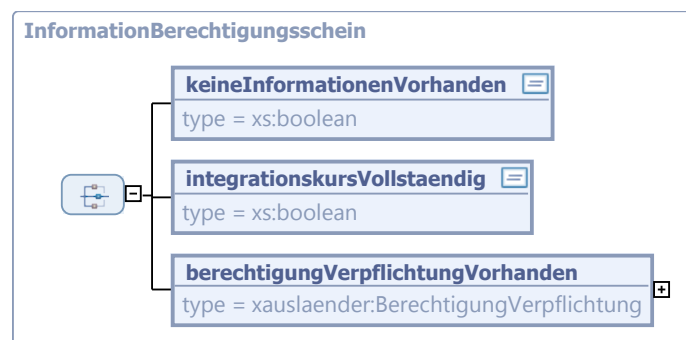 InformationBerechtigungsschein
keineInformationenVorhanden
type = xs:boolean
integrationskursVollstaendig
type = xs:boolean
berechtigungVerpflichtungVorhanden
type = xauslaender:BerechtigungVerpflichtung